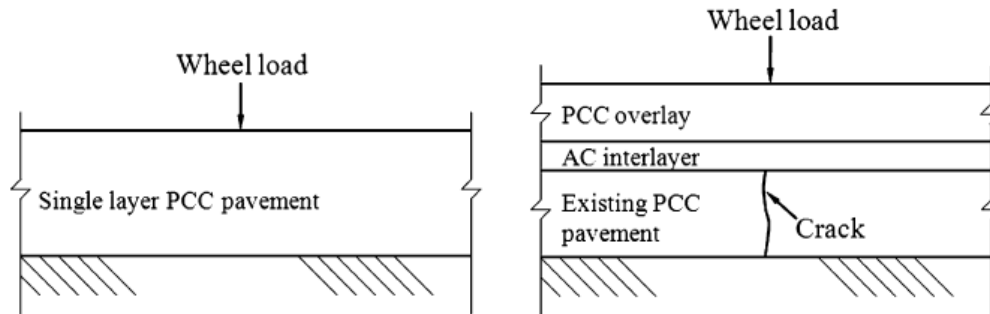 Wheel load
Single layer PCC pavement
Wheel load
PCC overlay
AC interlayer
Existing PCC
pavement
Crack